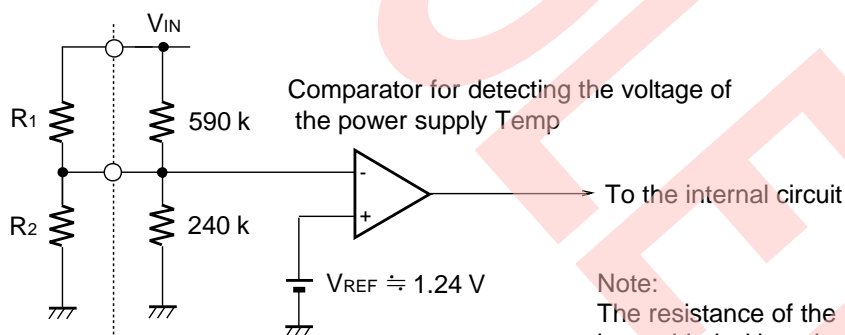 VIN
Comparator for detecting the voltage of
the power supply Temp
R1
590 k
-
+
To the internal circuit
R2
240 k
VREF ≒ 1.24 V
Note:
The resistance of the